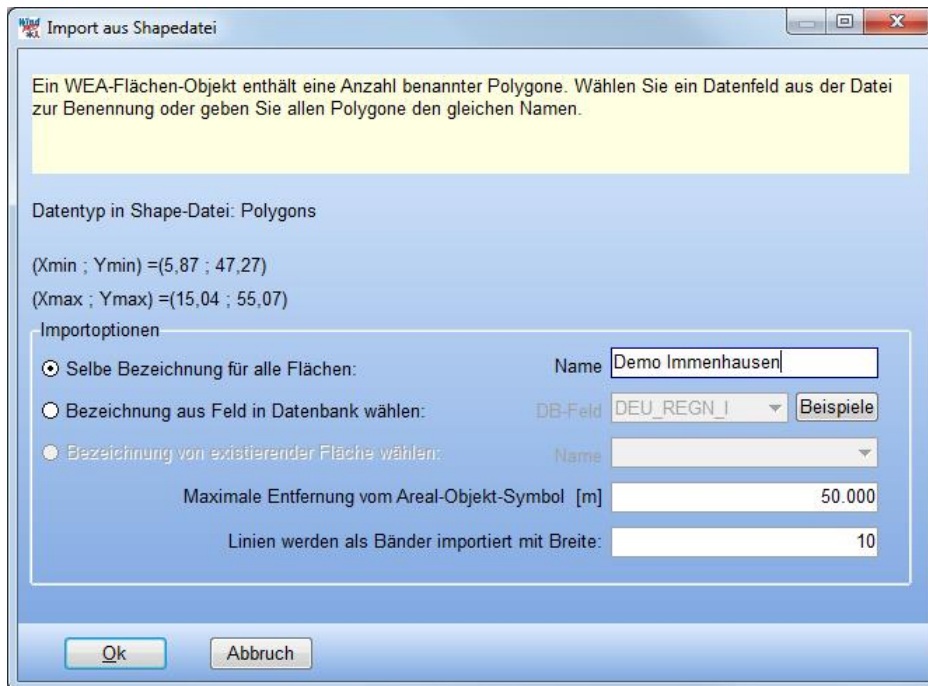 Import aus Shapedatei
Ein WEA-Flächen-Objekt enthält eine Anzahl benannter Polygone. Wählen Sie ein Datenfeld aus der Datei
zur Benennung oder geben Sie allen Polygone den gleichen Namen.
Datentyp in Shape-Datei: Polygons
(Xmin ; Ymin) =(5,87 ; 47,27)
(Xmax ; Ymax) =(15,04 ; 55,07)
Importoptionen
Selbe Bezeichnung für alle Flächen: Name Demo Immenhausen
Bezeichnung aus Feld in Datenbank wählen: DB-Feld DEU_REGN_I Beispiele
Bezeichnung von existierender Fläche wählen: Name
Maximale Entfernung vom Areal-Objekt-Symbol [m] 50.000
Linien werden als Bänder importiert mit Breite: 10
Ok Abbruch